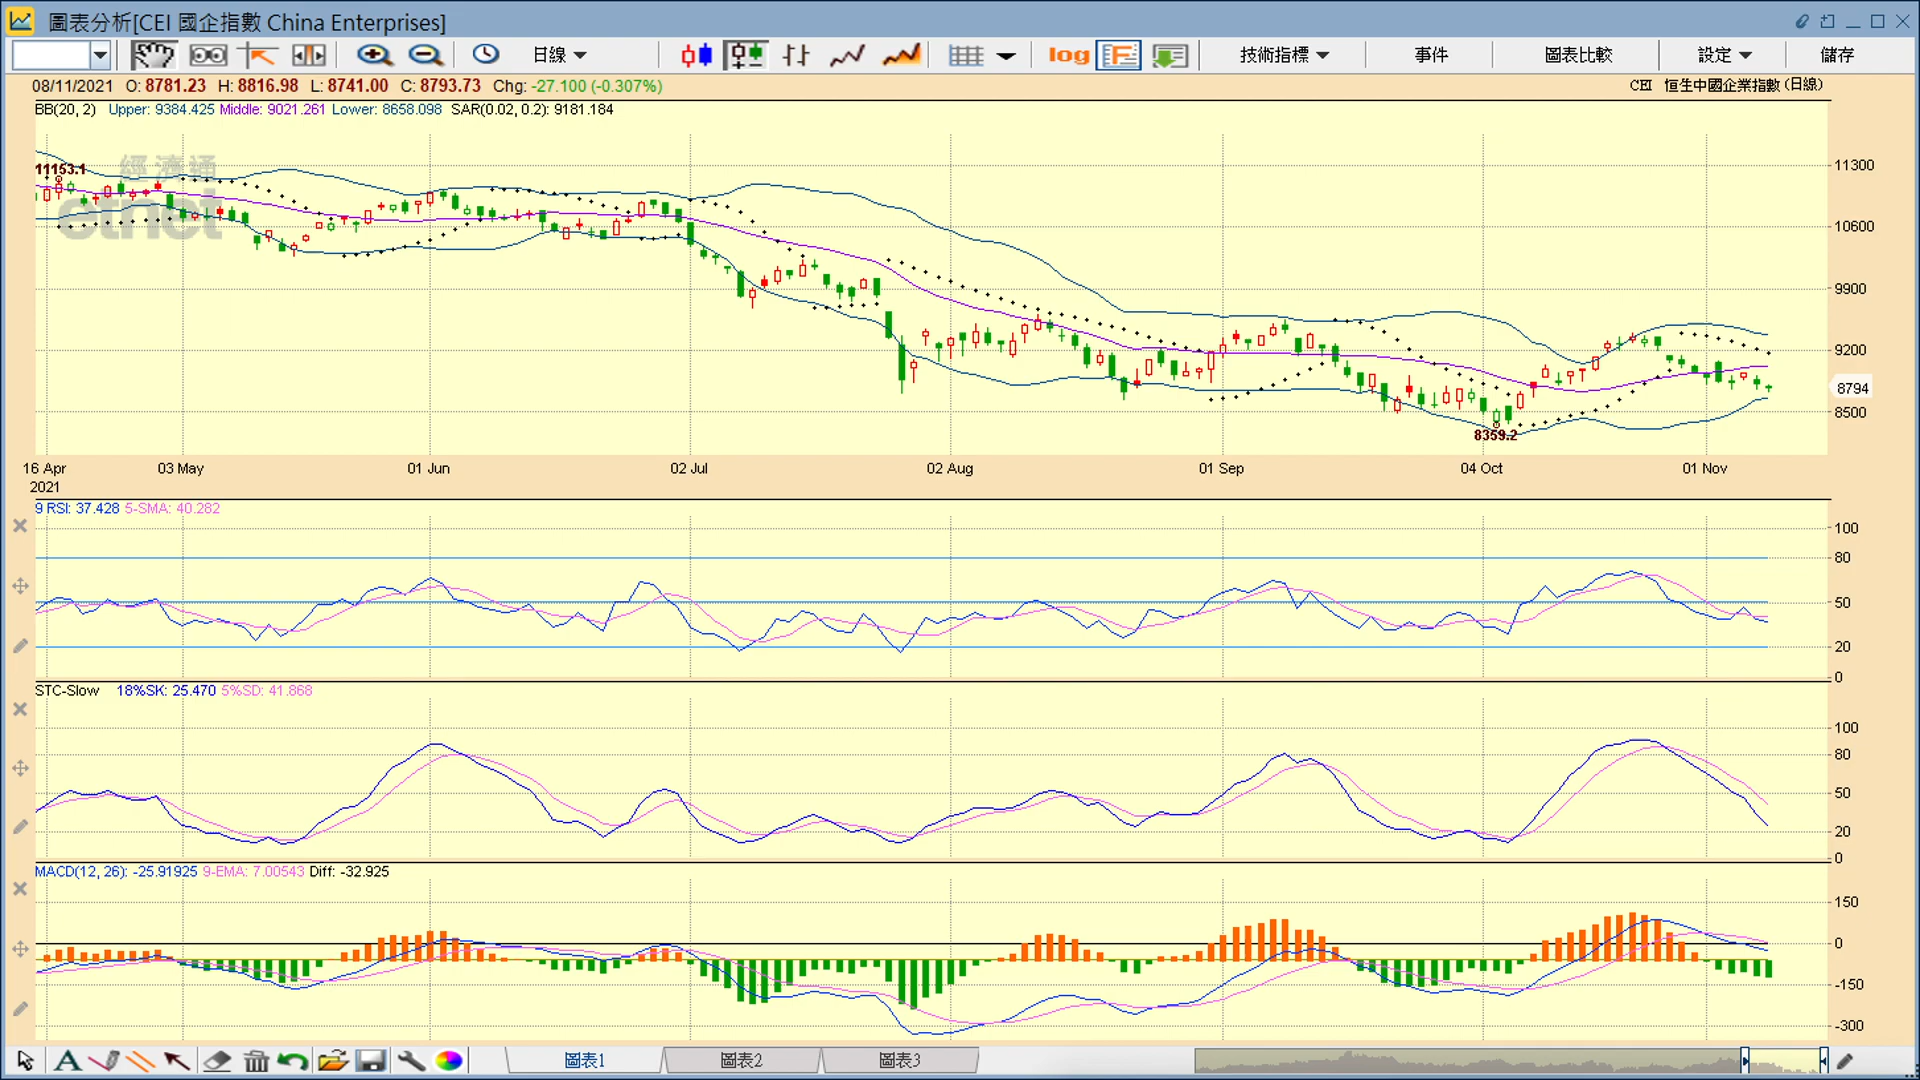 圖表分析[CEI 國企指數 China Enterprises]
日線 log 技術指標 事件 圖表比較 設定 儲存
08/11/2021 O: 8781.23 H: 8816.98 L: 8741.00 C: 8793.73 Chg: -27.100 (-0.307%) CEI 恒生中國企業指數 (日線)
BB(20, 2) Upper: 9384.425 Middle: 9021.261 Lower: 8658.098 SAR(0.02, 0.2): 9181.184
經濟通
etnet
11153.1
11300
10600
9900
9200
8794
8500
8359.2
16 Apr 03 May 01 Jun 02 Jul 02 Aug 01 Sep 04 Oct 01 Nov
2021
9 RSI: 37.428 5-SMA: 40.282
100
80
50
20
0
STC-Slow 18%SK: 25.470 5%SD: 41.868
100
80
50
20
0
MACD(12, 26): -25.91925 9-EMA: 7.00543 Diff: -32.925
150
0
-150
-300
圖表1 圖表2 圖表3